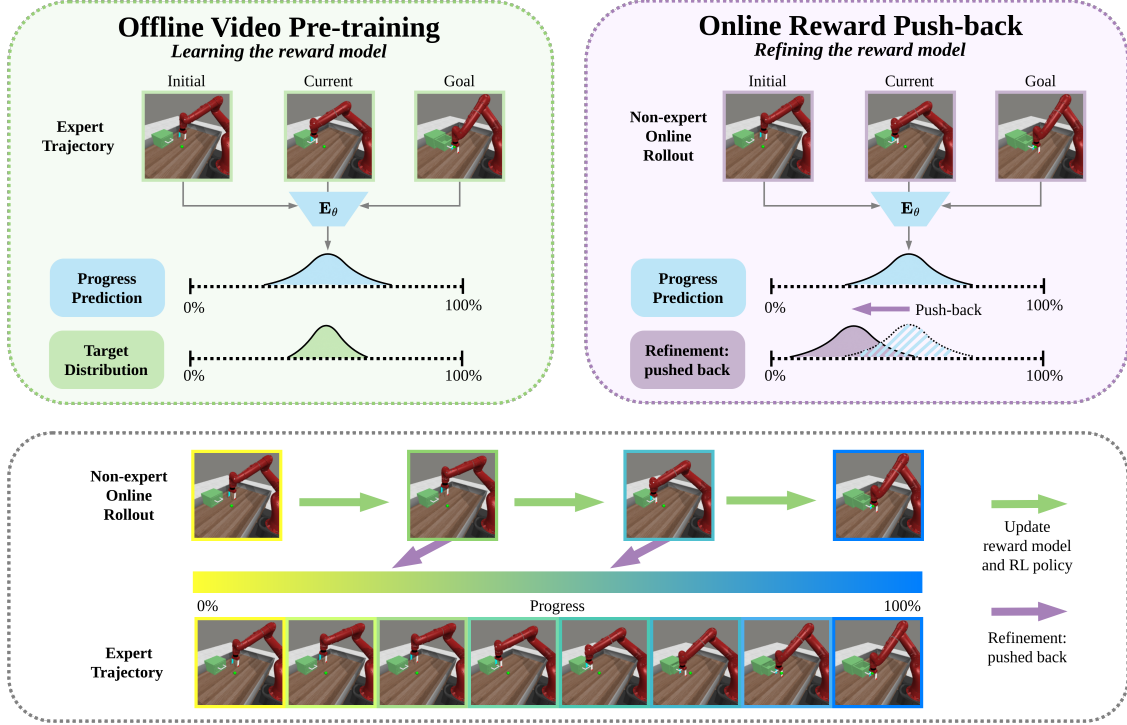 Offline Video Pre-training
Learning the reward model
Initial
Current
Goal
Expert
Trajectory
Eθ
Progress
Prediction
0%
100%
Target
Distribution
0%
100%
Online Reward Push-back
Refining the reward model
Initial
Current
Goal
Non-expert
Online
Rollout
Eθ
Progress
Prediction
0%
100%
Push-back
Refinement:
pushed back
0%
100%
Non-expert
Online
Rollout
Update
reward model
and RL policy
0%
Progress
100%
Expert
Trajectory
Refinement:
pushed back